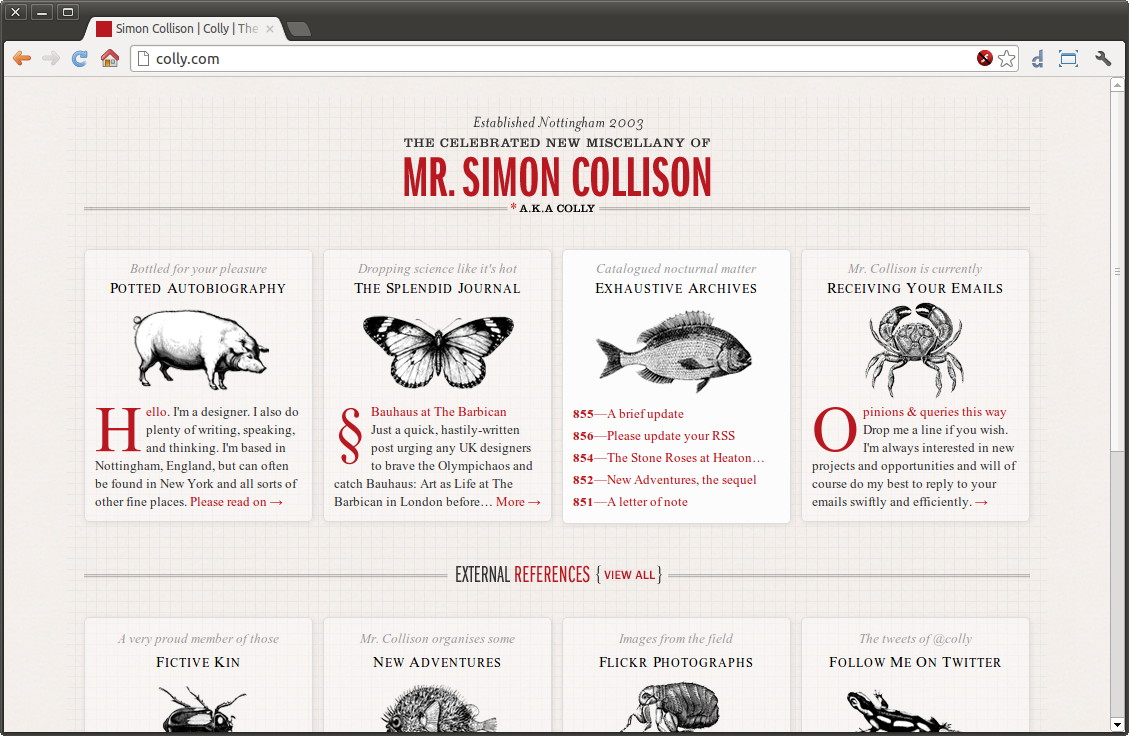 Simon Collison | Colly | The
colly.com
Established Nottingham 2003
THE CELEBRATED NEW MISCELLANY OF
MR. SIMON COLLISON
* A.K.A COLLY
Bottled for your pleasure
POTTED AUTOBIOGRAPHY
Hello. I'm a designer. I also do
plenty of writing, speaking,
and thinking. I'm based in
Nottingham, England, but can often
be found in New York and all sorts of
other fine places. Please read on →
Dropping science like it's hot
THE SPLENDID JOURNAL
§ Bauhaus at The Barbican
Just a quick, hastily-written
post urging any UK designers
to brave the Olympichaos and
catch Bauhaus: Art as Life at The
Barbican in London before… More →
Catalogued nocturnal matter
EXHAUSTIVE ARCHIVES
855—A brief update
856—Please update your RSS
854—The Stone Roses at Heaton…
852—New Adventures, the sequel
851—A letter of note
Mr. Collison is currently
RECEIVING YOUR EMAILS
Opinions & queries this way
Drop me a line if you wish.
I'm always interested in new
projects and opportunities and will of
course do my best to reply to your
emails swiftly and efficiently. →
EXTERNAL REFERENCES {VIEW ALL}
A very proud member of those
FICTIVE KIN
Mr. Collison organises some
NEW ADVENTURES
Images from the field
FLICKR PHOTOGRAPHS
The tweets of @colly
FOLLOW ME ON TWITTER